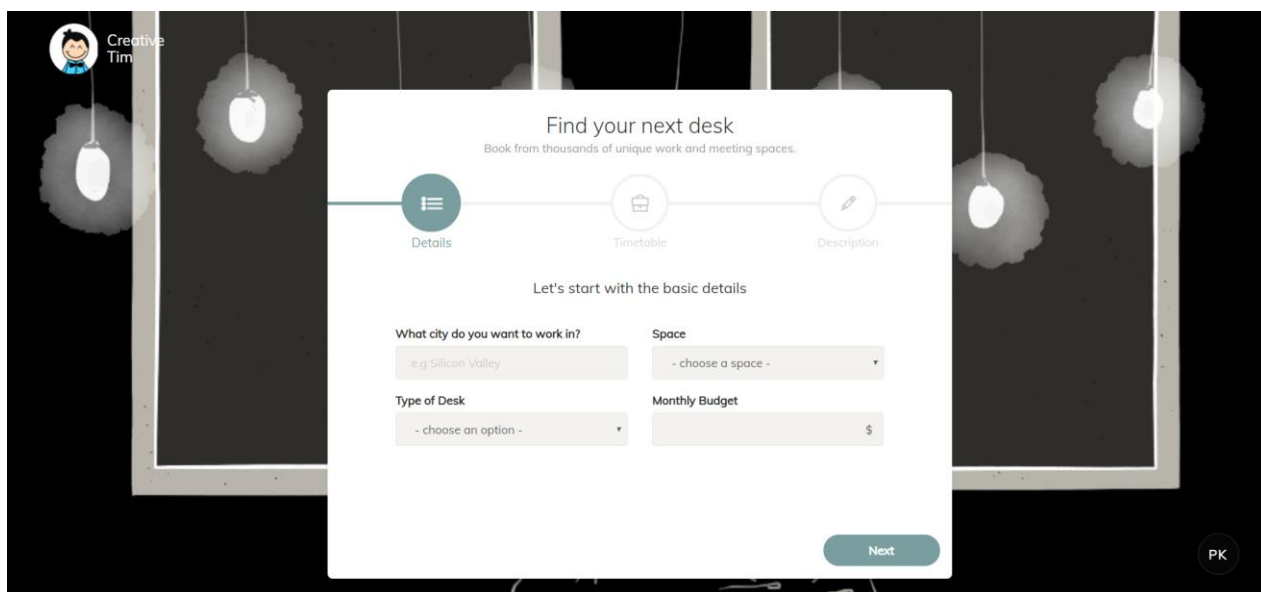 Creative
Tim
Find your next desk
Book from thousands of unique work and meeting spaces.
Details
Timetable
Description
Let's start with the basic details
What city do you want to work in?
Space
e.g Silicon Valley
- choose a space -
Type of Desk
Monthly Budget
- choose an option -
$
Next
PK